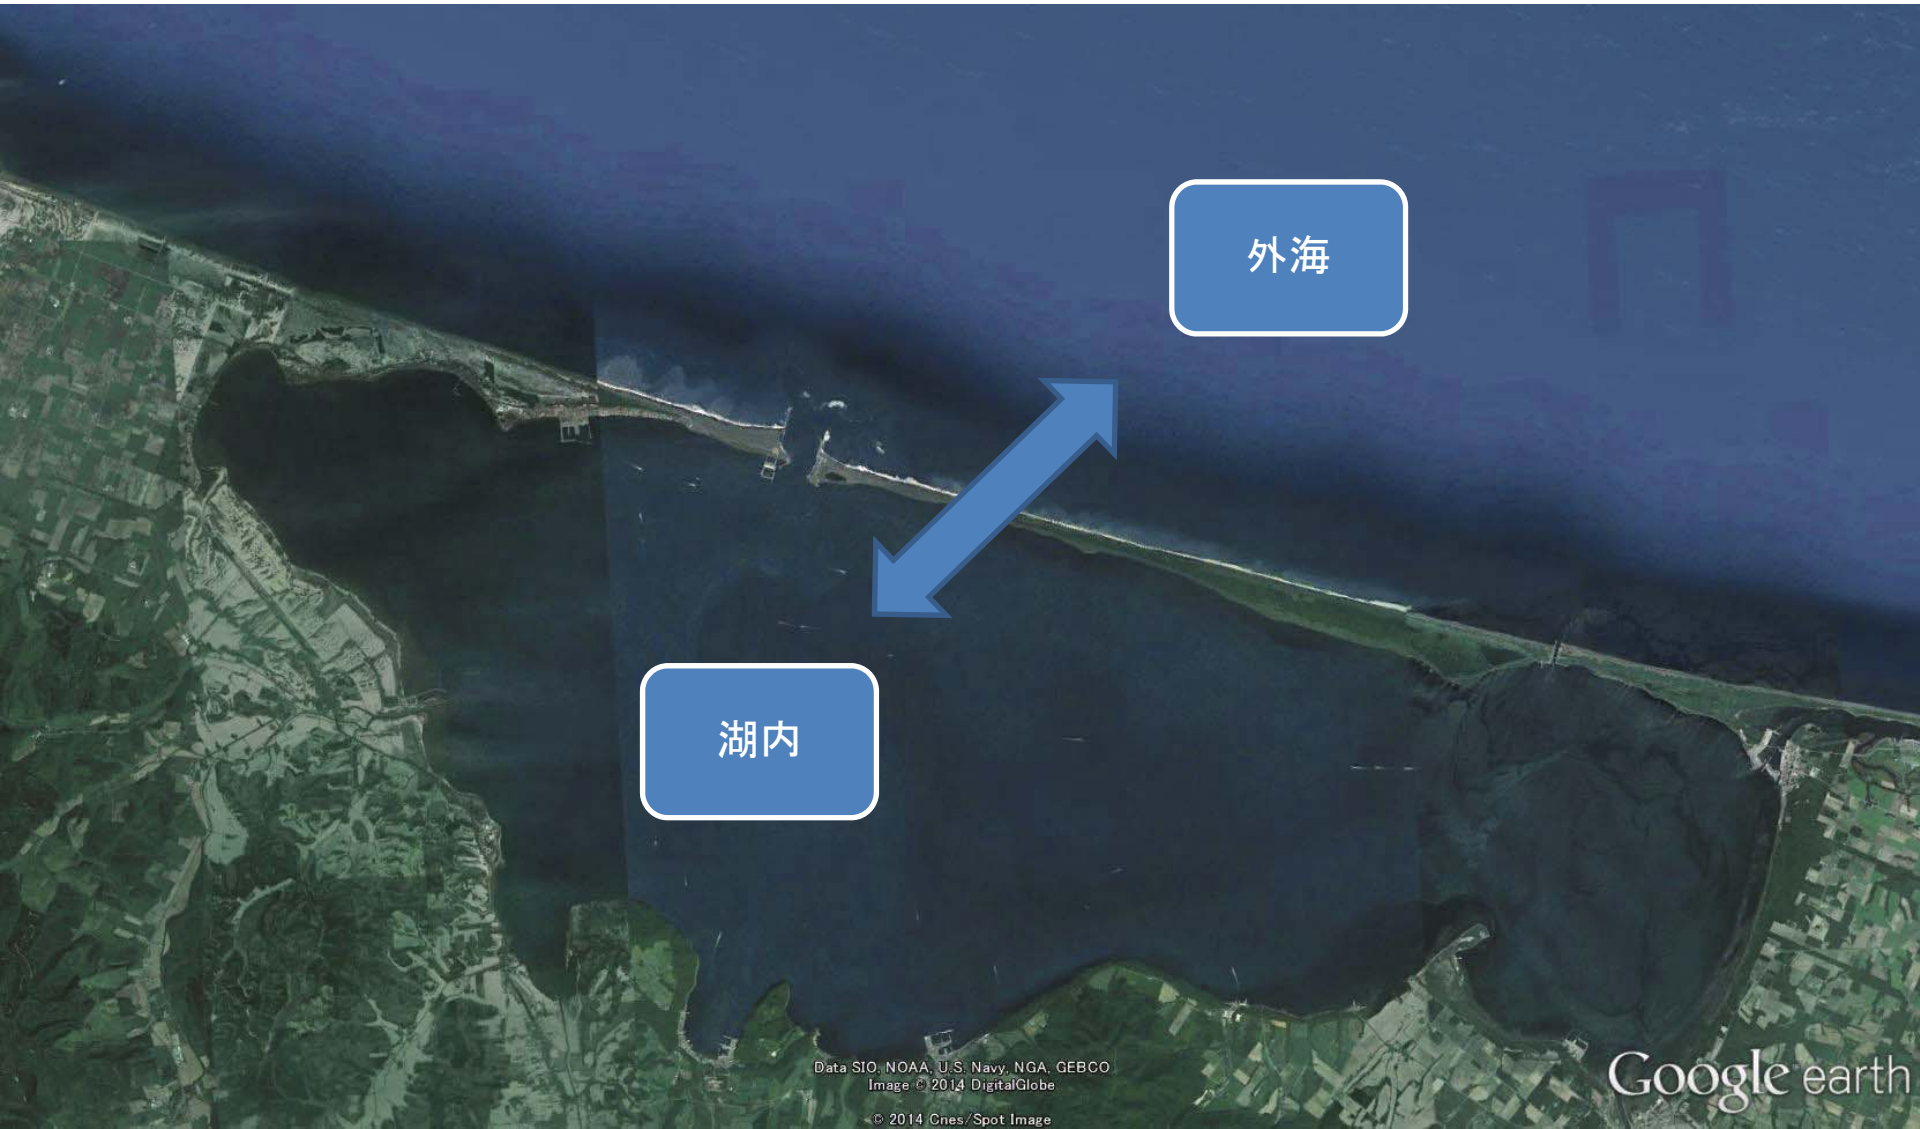 外海
湖内
Data SIO, NOAA, U.S. Navy, NGA, GEBCO
Image © 2014 DigitalGlobe
© 2014 Cnes/Spot Image
Google earth